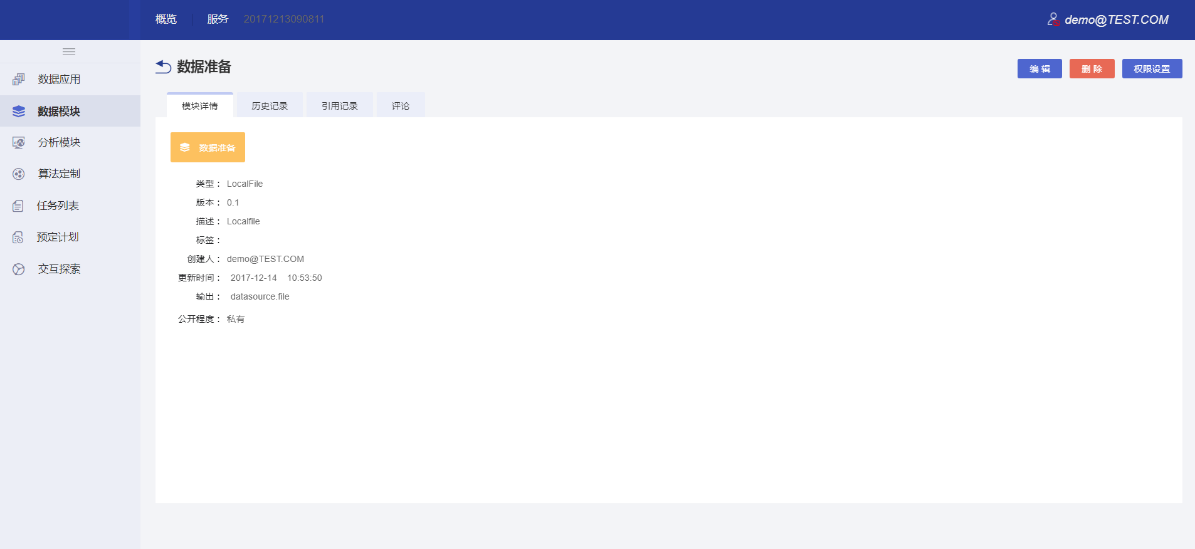 概览 服务 20171213090811 demo@TEST.COM
数据应用
数据模块
分析模块
算法定制
任务列表
预定计划
交互探索
数据准备
编 辑 删 除 权限设置
模块详情 历史记录 引用记录 评论
数据准备
类型： LocalFile
版本： 0.1
描述： Localfile
标签：
创建人： demo@TEST.COM
更新时间： 2017-12-14 10:53:50
输出： datasource.file
公开程度： 私有